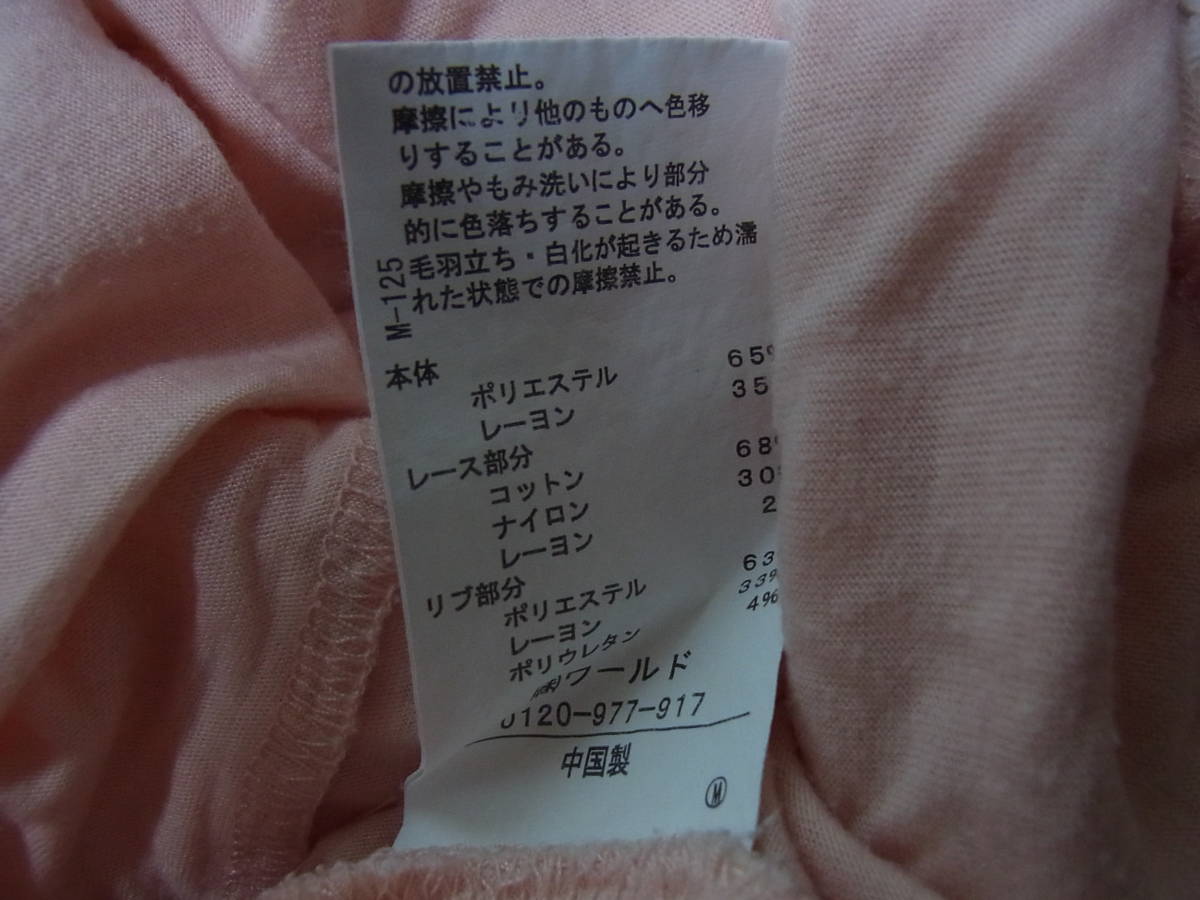 の放置禁止。
摩擦により他のものへ色移
りすることがある。
摩擦やもみ洗いにより部分
的に色落ちすることがある。
毛羽立ち・白化が起きるため濡
れた状態での摩擦禁止。
M-125
本体
ポリエステル 65%
レーヨン 35
レース部分
コットン 68%
ナイロン 30
レーヨン 2
リブ部分
ポリエステル 63
レーヨン 33%
ポリウレタン 4%
㈱ワールド
0120-977-917
中国製
Ⓜ